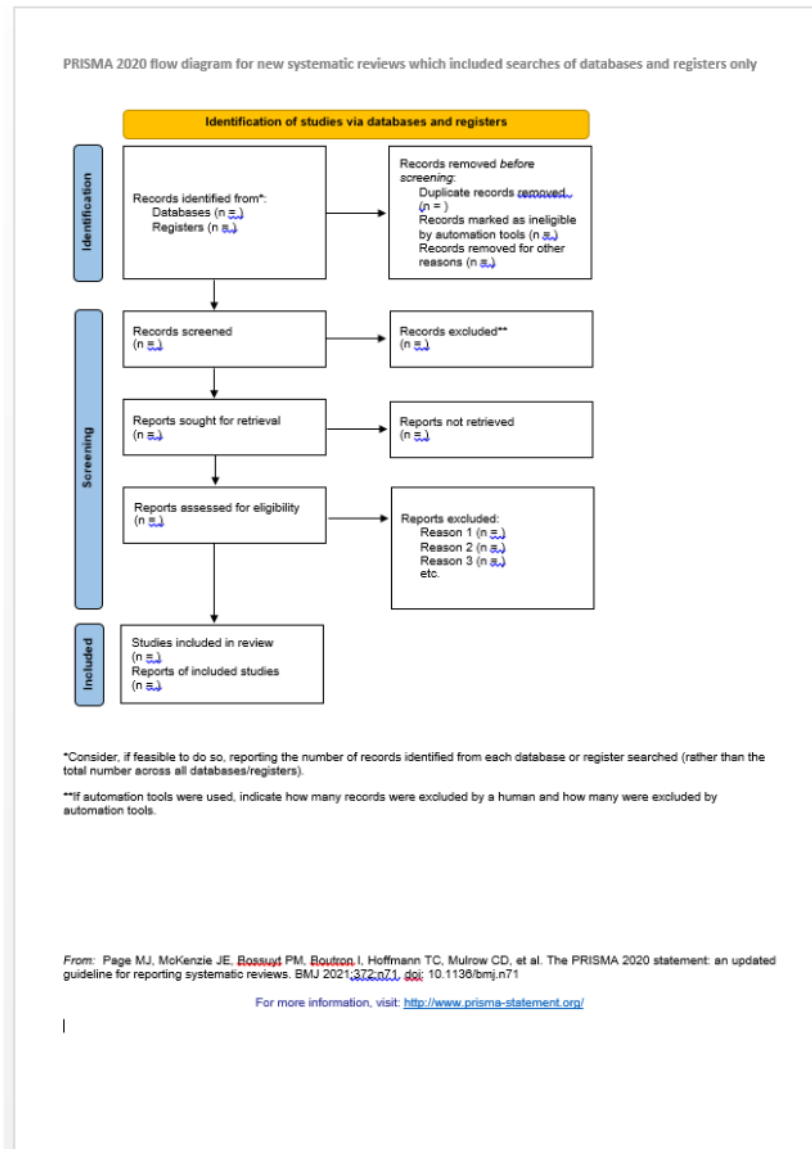 PRISMA 2020 flow diagram for new systematic reviews which included searches of databases and registers only
Identification of studies via databases and registers
Identification
Records identified from*:
Databases (n = )
Registers (n = )
Records removed before
screening:
Duplicate records removed
(n = )
Records marked as ineligible
by automation tools (n = )
Records removed for other
reasons (n = )
Screening
Records screened
(n = )
Records excluded**
(n = )
Reports sought for retrieval
(n = )
Reports not retrieved
(n = )
Reports assessed for eligibility
(n = )
Reports excluded:
Reason 1 (n = )
Reason 2 (n = )
Reason 3 (n = )
etc.
Included
Studies included in review
(n = )
Reports of included studies
(n = )
*Consider, if feasible to do so, reporting the number of records identified from each database or register searched (rather than the
total number across all databases/registers).
**If automation tools were used, indicate how many records were excluded by a human and how many were excluded by
automation tools.
From: Page MJ, McKenzie JE, Bossuyt PM, Boutron I, Hoffmann TC, Mulrow CD, et al. The PRISMA 2020 statement: an updated
guideline for reporting systematic reviews. BMJ 2021;372:n71. doi: 10.1136/bmj.n71
For more information, visit: http://www.prisma-statement.org/